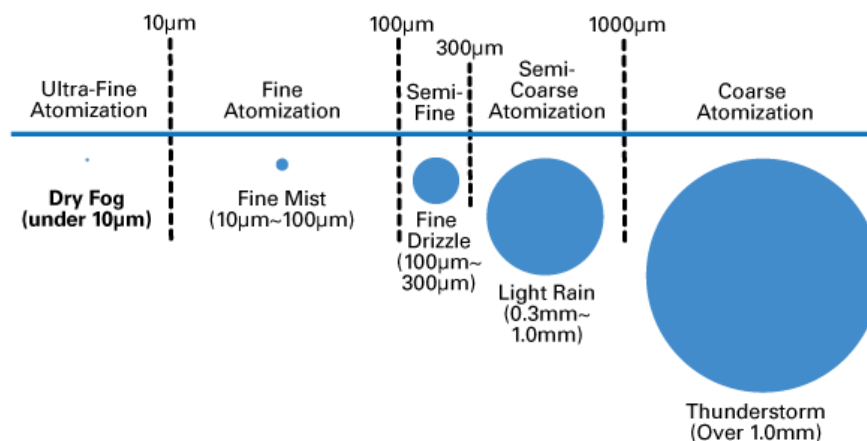 10µm
100µm
300µm
1000µm
Ultra-Fine
Atomization
Fine
Atomization
Semi-
Fine
Semi-
Coarse
Atomization
Coarse
Atomization
Dry Fog
(under 10µm)
Fine Mist
(10µm~100µm)
Fine
Drizzle
(100µm~
300µm)
Light Rain
(0.3mm~
1.0mm)
Thunderstorm
(Over 1.0mm)